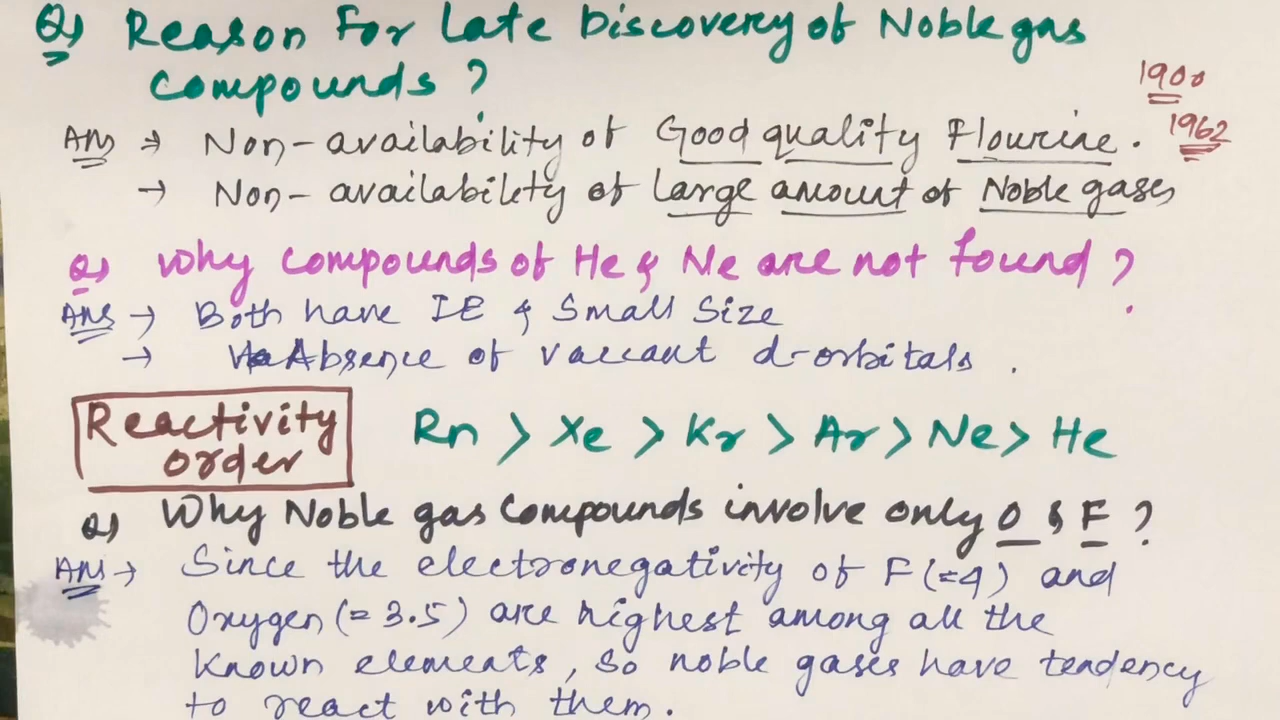 Q) Reason For Late Discovery of Noble gas
Compounds ?
1900
1962
Ans → Non-availability of Good quality Flourine .
→ Non-availability of large amount of Noble gases
Q) Why compounds of He & Ne are not found ?
Ans → Both have IE & Small Size
→ Absence of vaccant d-orbitals .
Reactivity
order
Rn > Xe > Kr > Ar > Ne > He
Q) Why Noble gas Compounds involve only O & F ?
Ans → Since the electronegativity of F (=4) and
Oxygen (= 3.5) are highest among all the
known elements, so noble gases have tendency
to react with them .